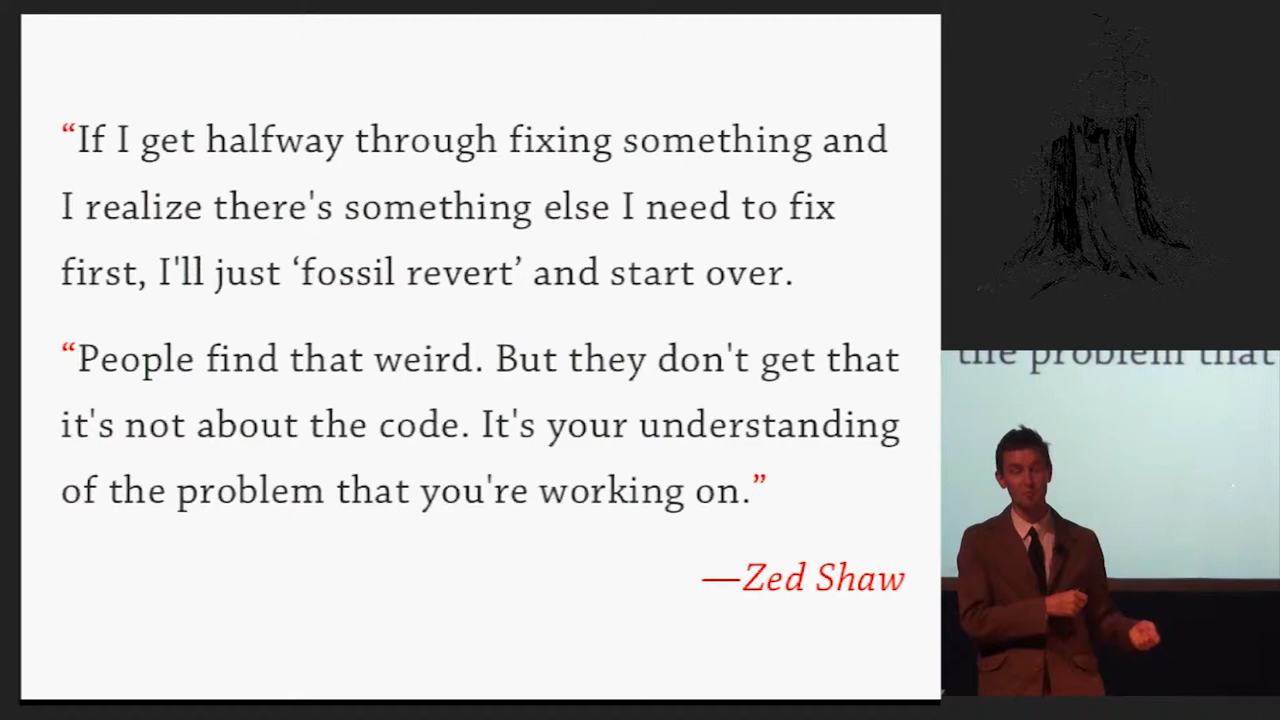 “If I get halfway through fixing something and
I realize there's something else I need to fix
first, I'll just ‘fossil revert’ and start over.
“People find that weird. But they don't get that
it's not about the code. It's your understanding
of the problem that you're working on.”
—Zed Shaw
the problem that